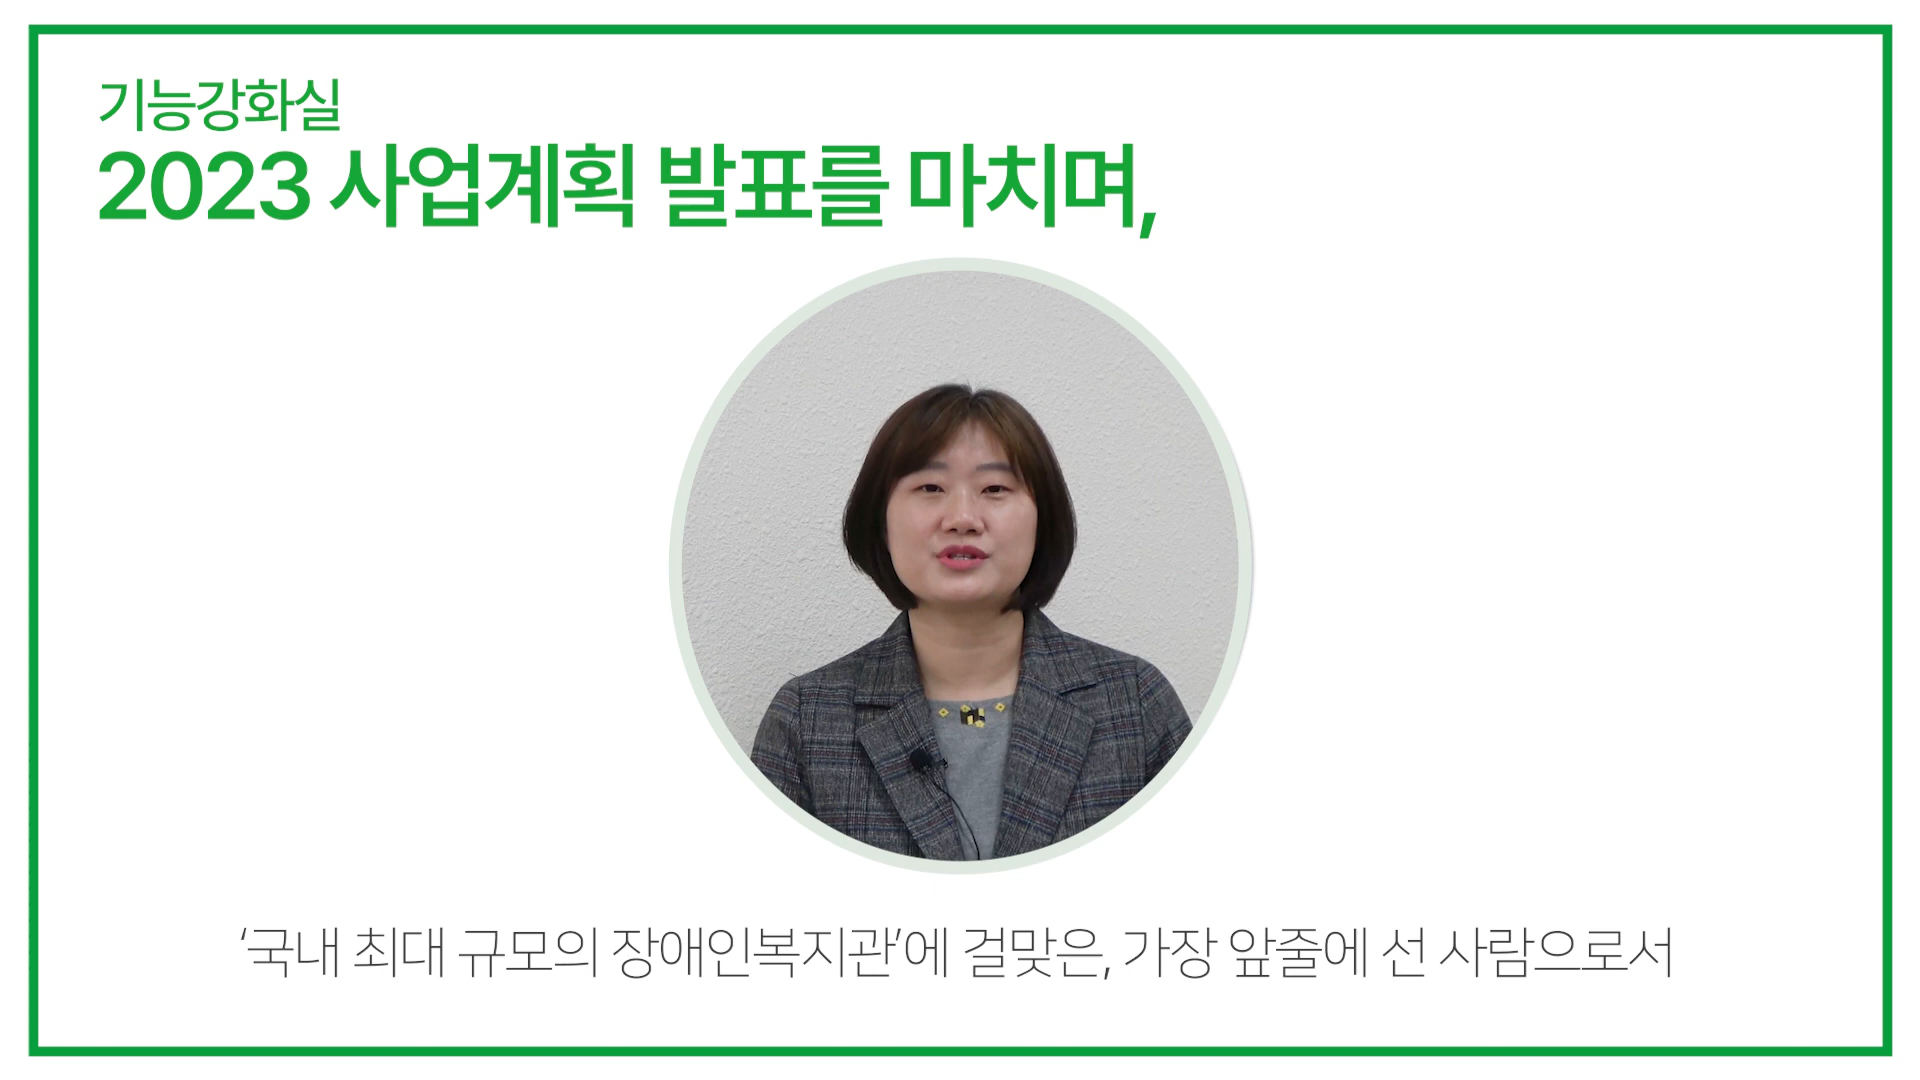 기능강화실
2023 사업계획 발표를 마치며,
‘국내 최대 규모의 장애인복지관’에 걸맞은, 가장 앞줄에 선 사람으로서